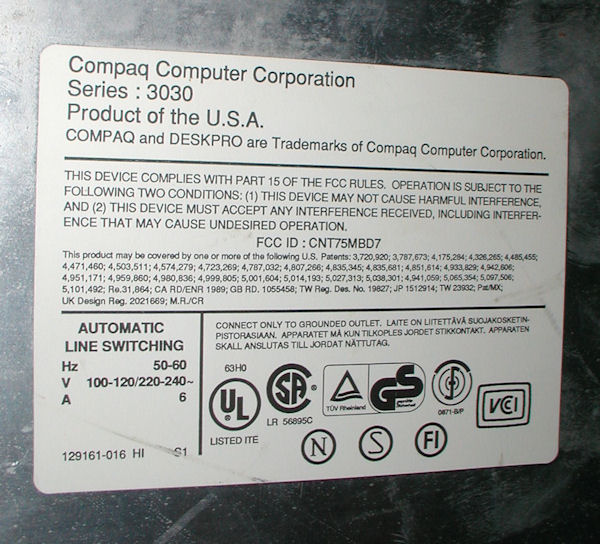 Compaq Computer Corporation
Series : 3030
Product of the U.S.A.
COMPAQ and DESKPRO are Trademarks of Compaq Computer Corporation.
THIS DEVICE COMPLIES WITH PART 15 OF THE FCC RULES. OPERATION IS SUBJECT TO THE
FOLLOWING TWO CONDITIONS: (1) THIS DEVICE MAY NOT CAUSE HARMFUL INTERFERENCE,
AND (2) THIS DEVICE MUST ACCEPT ANY INTERFERENCE RECEIVED, INCLUDING INTERFER-
ENCE THAT MAY CAUSE UNDESIRED OPERATION.
FCC ID : CNT75MBD7
This product may be covered by one or more of the following U.S. Patents: 3,720,920; 3,787,673; 4,175,284; 4,326,265; 4,485,455;
4,471,460; 4,503,511; 4,574,279; 4,723,269; 4,787,032; 4,807,266; 4,835,345; 4,835,681; 4,851,614; 4,933,829; 4,942,606;
4,951,171; 4,959,860; 4,980,836; 4,999,805; 5,001,604; 5,014,193; 5,027,313; 5,038,301; 4,941,059; 5,065,354; 5,097,506;
5,101,492; Re.31,864; CA RD/ENR 1989; GB RD. 1055458; TW Reg. Des. No. 19827; JP 1512914; TW 23932; Pat/MX;
UK Design Reg. 2021669; M.R./CR
AUTOMATIC
LINE SWITCHING
Hz 50-60
V 100-120/220-240~
A 6
129161-016 HI S1
CONNECT ONLY TO GROUNDED OUTLET. LAITE ON LIITETTÄVÄ SUOJAKOSKETIN-
PISTORASIAAN. APPARATET MÅ KUN TILKOPLES JORDET STIKKONTAKT. APPARATEN
SKALL ANSLUTAS TILL JORDAT NÄTTUTAG.
63H0
UL
LISTED ITE
SA
LR 56895C
TÜV Rheinland
GS
0871-B/P
VCI
N S FI